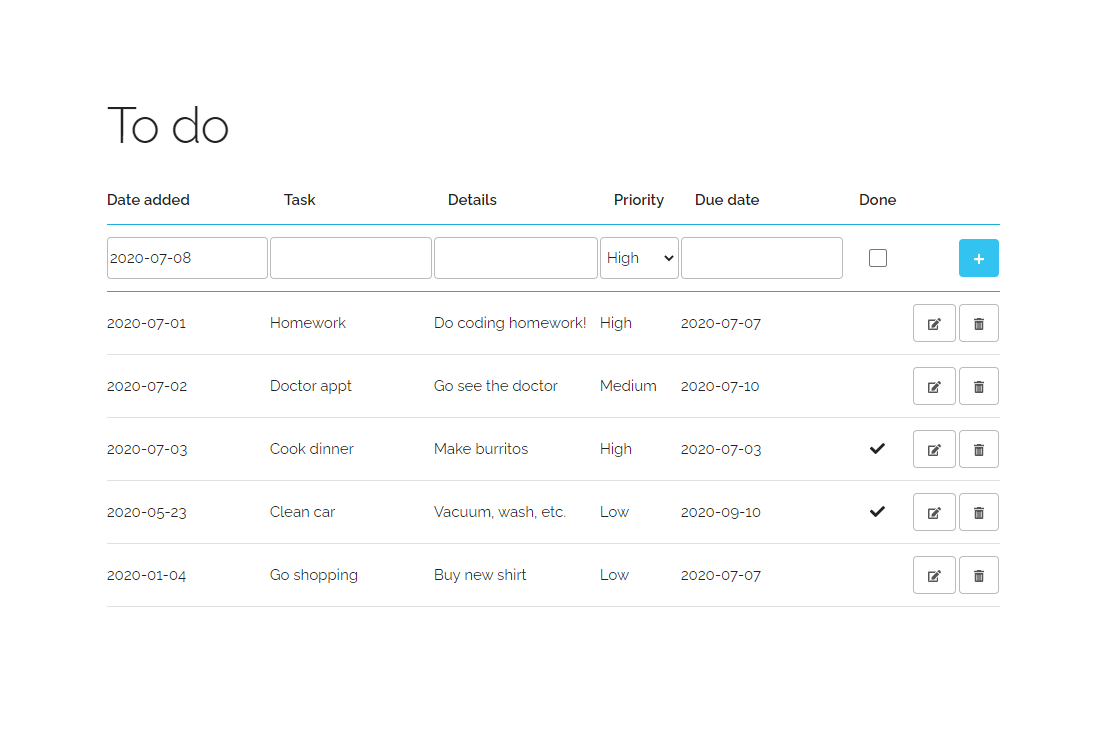 To do
Date added Task Details Priority Due date Done
2020-07-08 High +
2020-07-01 Homework Do coding homework! High 2020-07-07
2020-07-02 Doctor appt Go see the doctor Medium 2020-07-10
2020-07-03 Cook dinner Make burritos High 2020-07-03
2020-05-23 Clean car Vacuum, wash, etc. Low 2020-09-10
2020-01-04 Go shopping Buy new shirt Low 2020-07-07